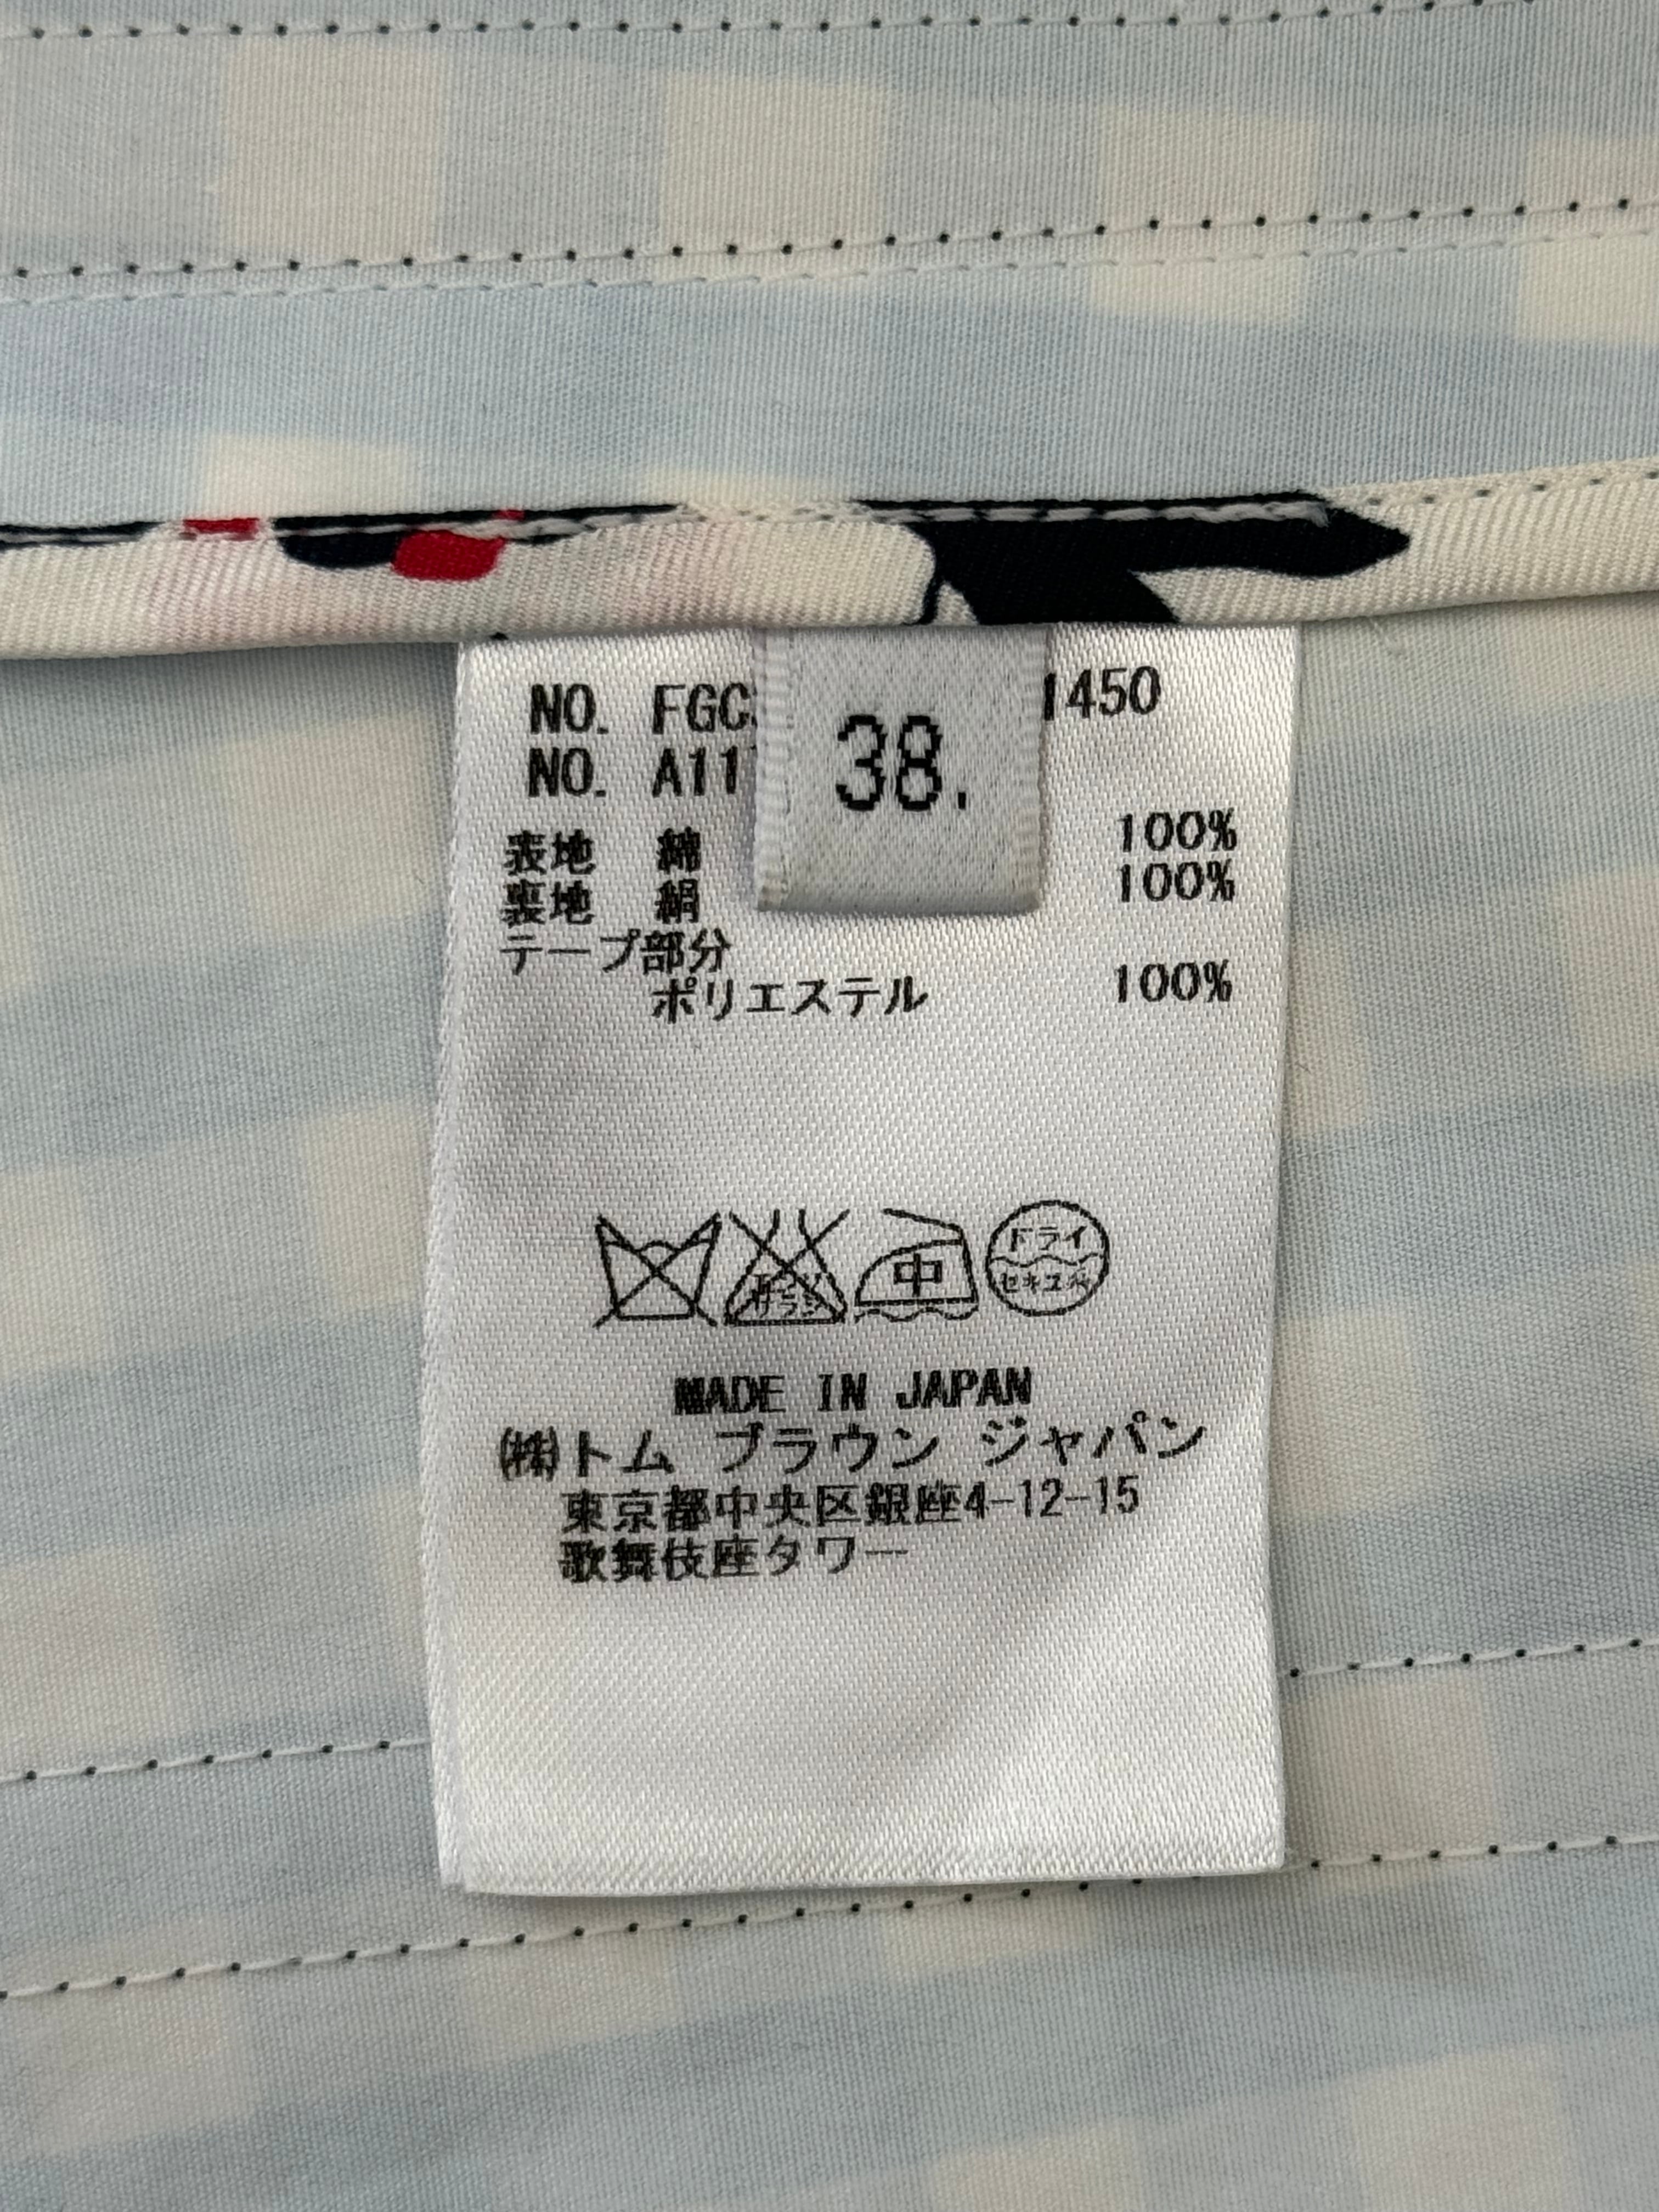 NO. FGC 1450
38.
NO. A11
表地 綿 100%
裏地 絹 100%
テープ部分
ポリエステル 100%
中
ドライ
セキユ系
MADE IN JAPAN
㈱トム ブラウン ジャパン
東京都中央区銀座4-12-15
歌舞伎座タワー